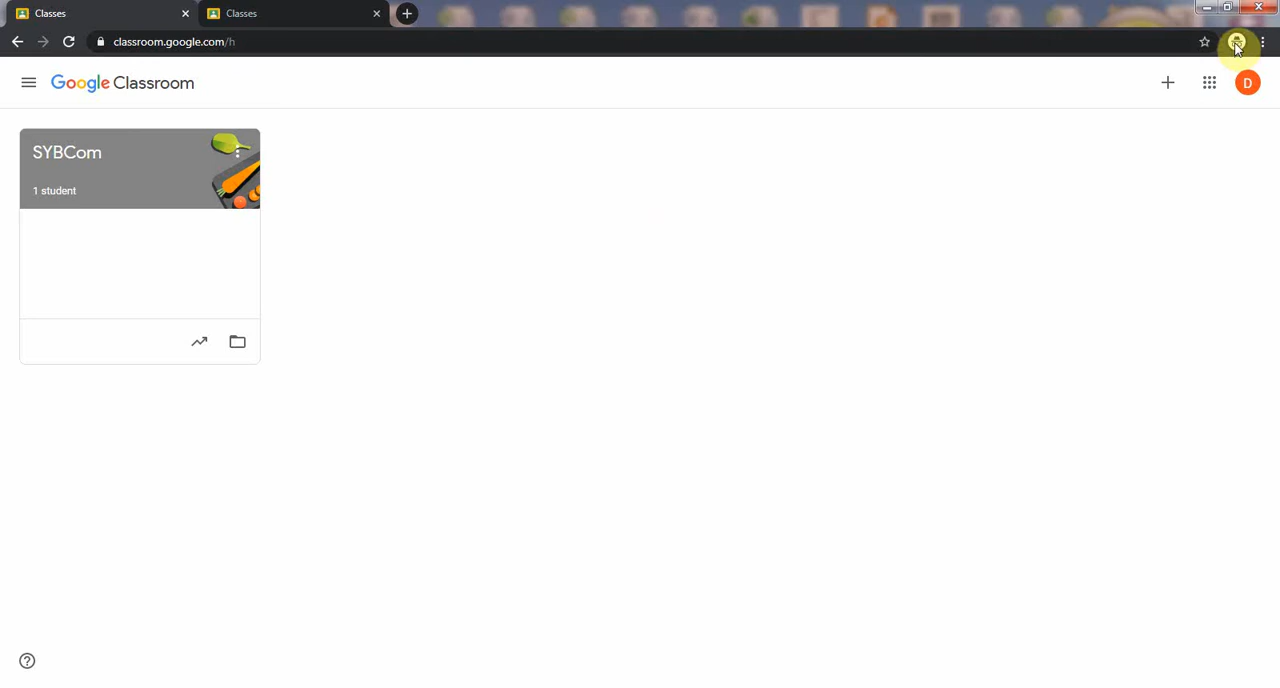 Classes
Classes
classroom.google.com/h
Google Classroom
D
SYBCom
1 student